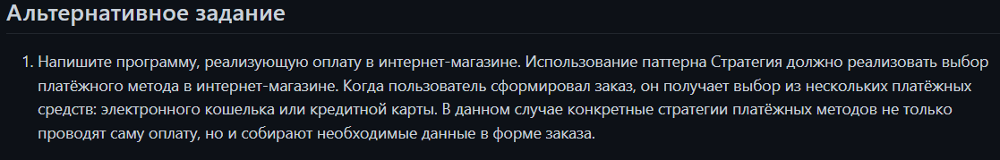 Альтернативное задание
1. Напишите программу, реализующую оплату в интернет-магазине. Использование паттерна Стратегия должно реализовать выбор
платёжного метода в интернет-магазине. Когда пользователь сформировал заказ, он получает выбор из нескольких платёжных
средств: электронного кошелька или кредитной карты. В данном случае конкретные стратегии платёжных методов не только
проводят саму оплату, но и собирают необходимые данные в форме заказа.